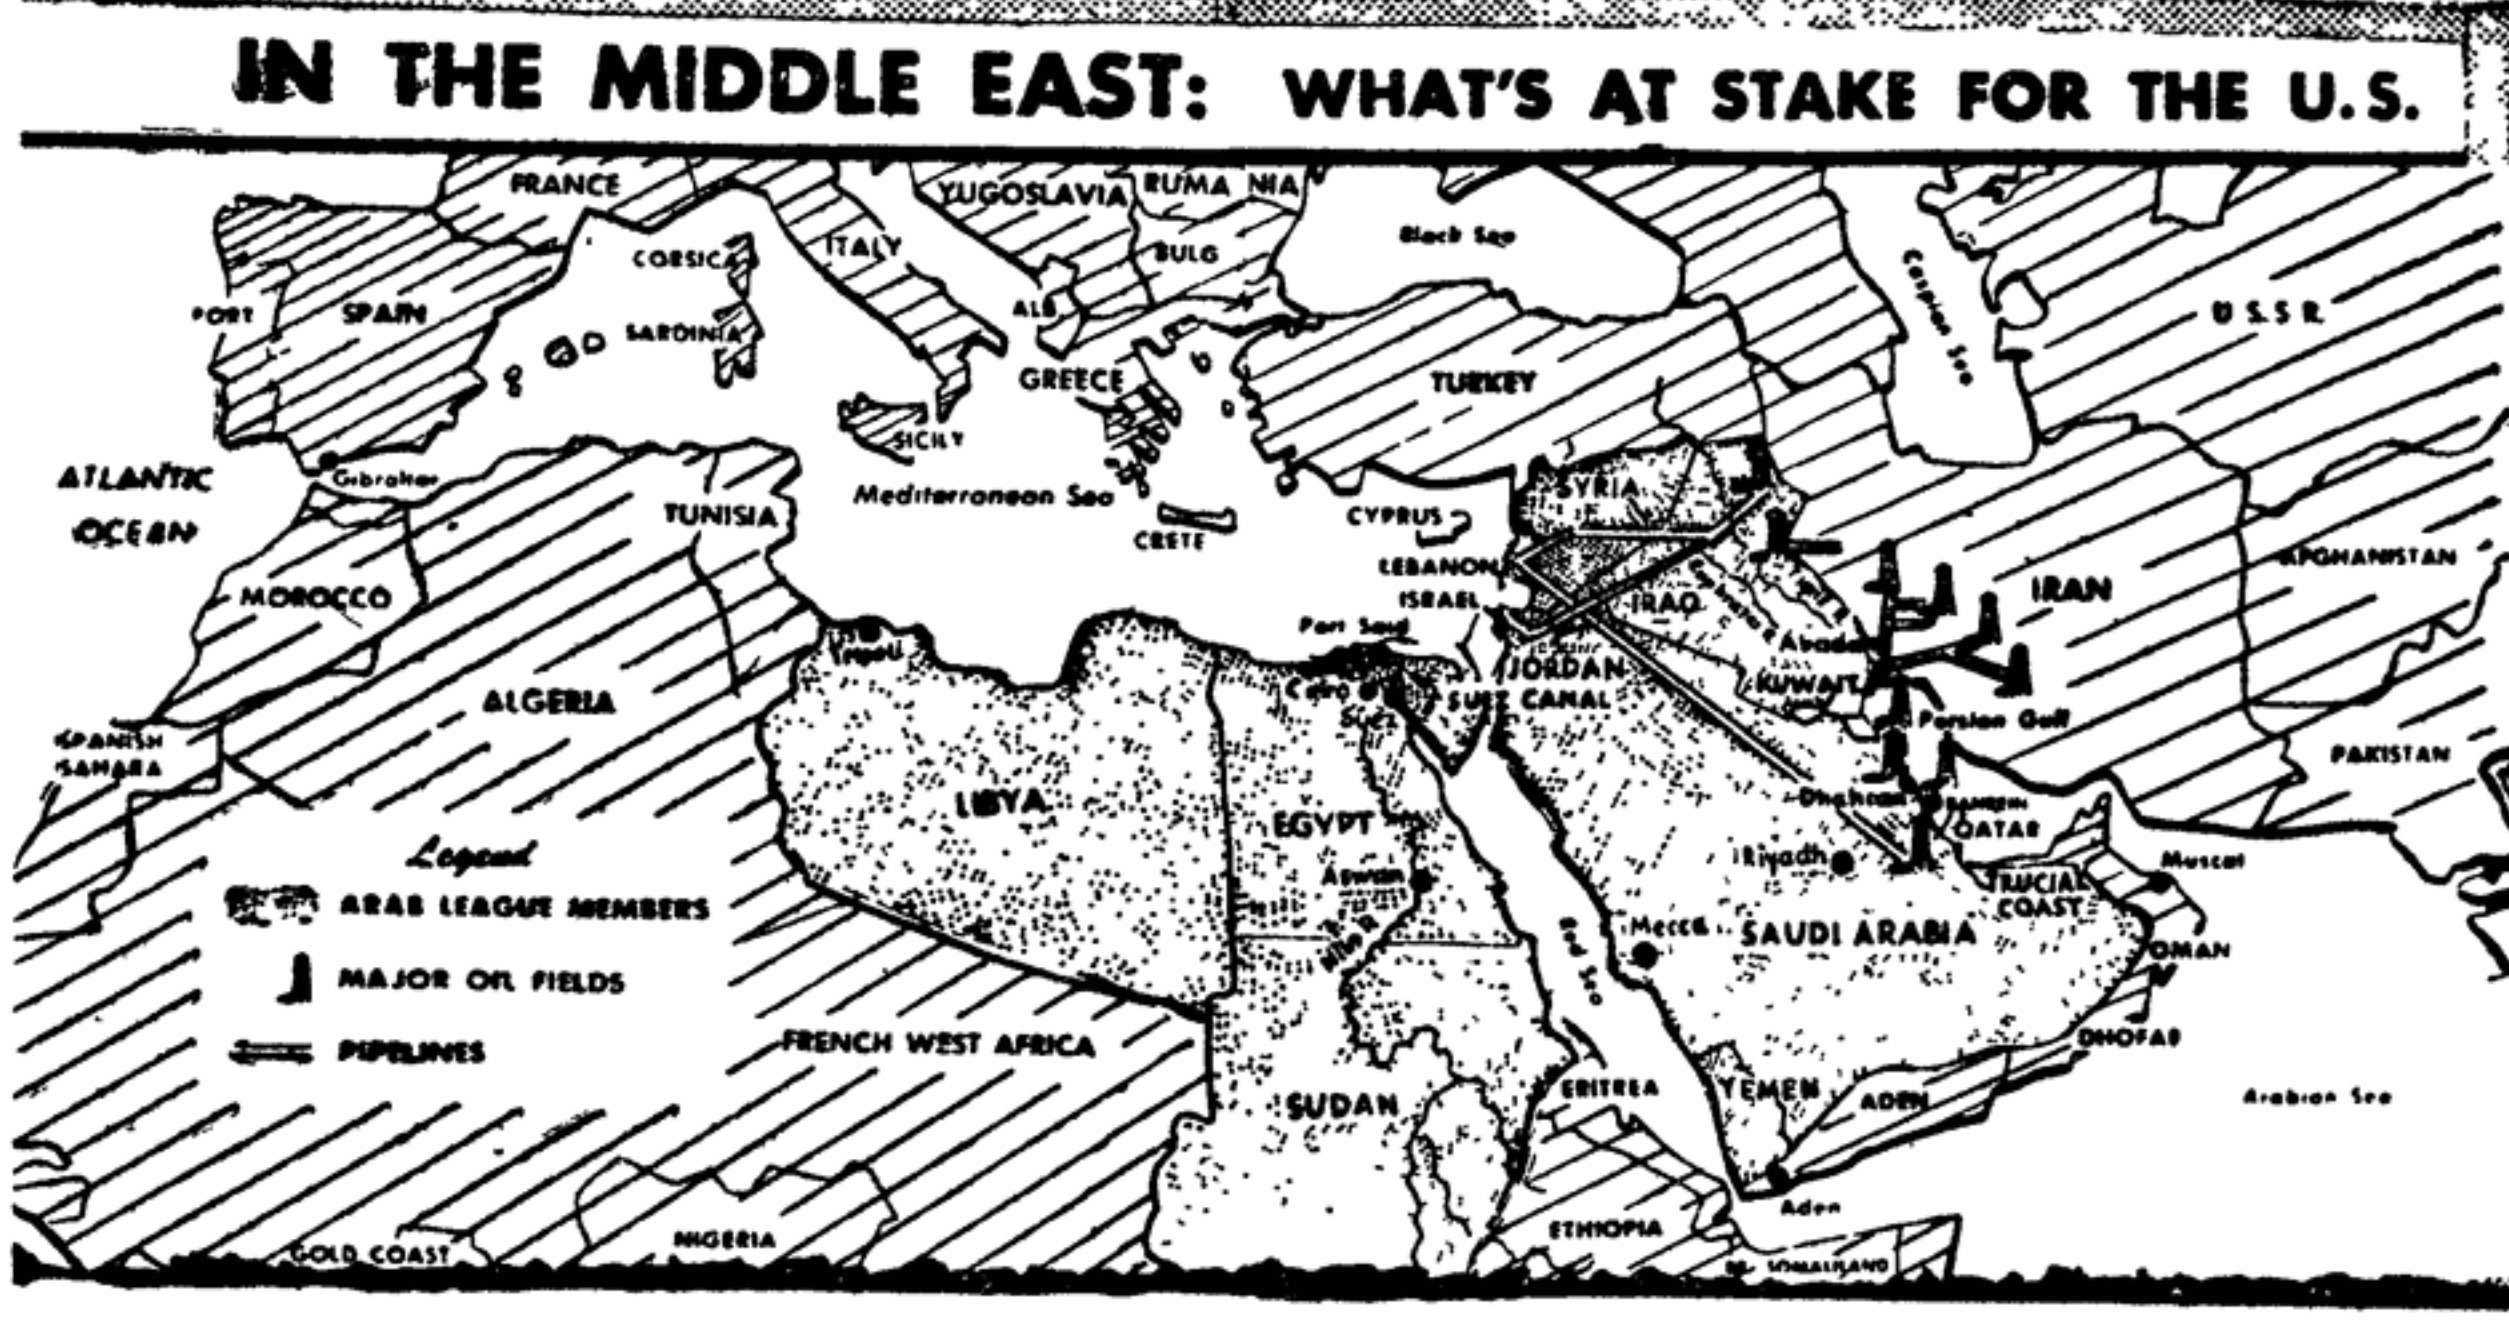 IN THE MIDDLE EAST: WHAT'S AT STAKE FOR THE U.S.
FRANCE
YUGOSLAVIA
RUMANIA
Black Sea
ITALY
BULG
CORSICA
Caspian Sea
PORT
SPAIN
ALB
U.S.S.R.
SARDINIA
GREECE
TURKEY
SICILY
ATLANTIC
OCEAN
Gibraltar
Mediterranean Sea
SYRIA
TUNISIA
CYPRUS
CRETE
AFGHANISTAN
LEBANON
MOROCCO
ISRAEL
IRAQ
Euphrates R
IRAN
Port Said
Tripoli
Abadan
JORDAN
KUWAIT
Cairo
SUEZ CANAL
ALGERIA
Suez
Persian Gulf
SPANISH
SAHARA
PAKISTAN
LIBYA
EGYPT
Dhahran
BAHREIN
QATAR
Legend
Riyadh
Muscat
Aswan
TRUCIAL
COAST
ARAB LEAGUE MEMBERS
Nile R
Red Sea
Mecca
SAUDI ARABIA
OMAN
MAJOR OIL FIELDS
FRENCH WEST AFRICA
DHOFAR
PIPELINES
ERITREA
YEMEN
ADEN
SUDAN
Arabian Sea
Aden
ETHIOPIA
NIGERIA
GOLD COAST
BR. SOMALILAND